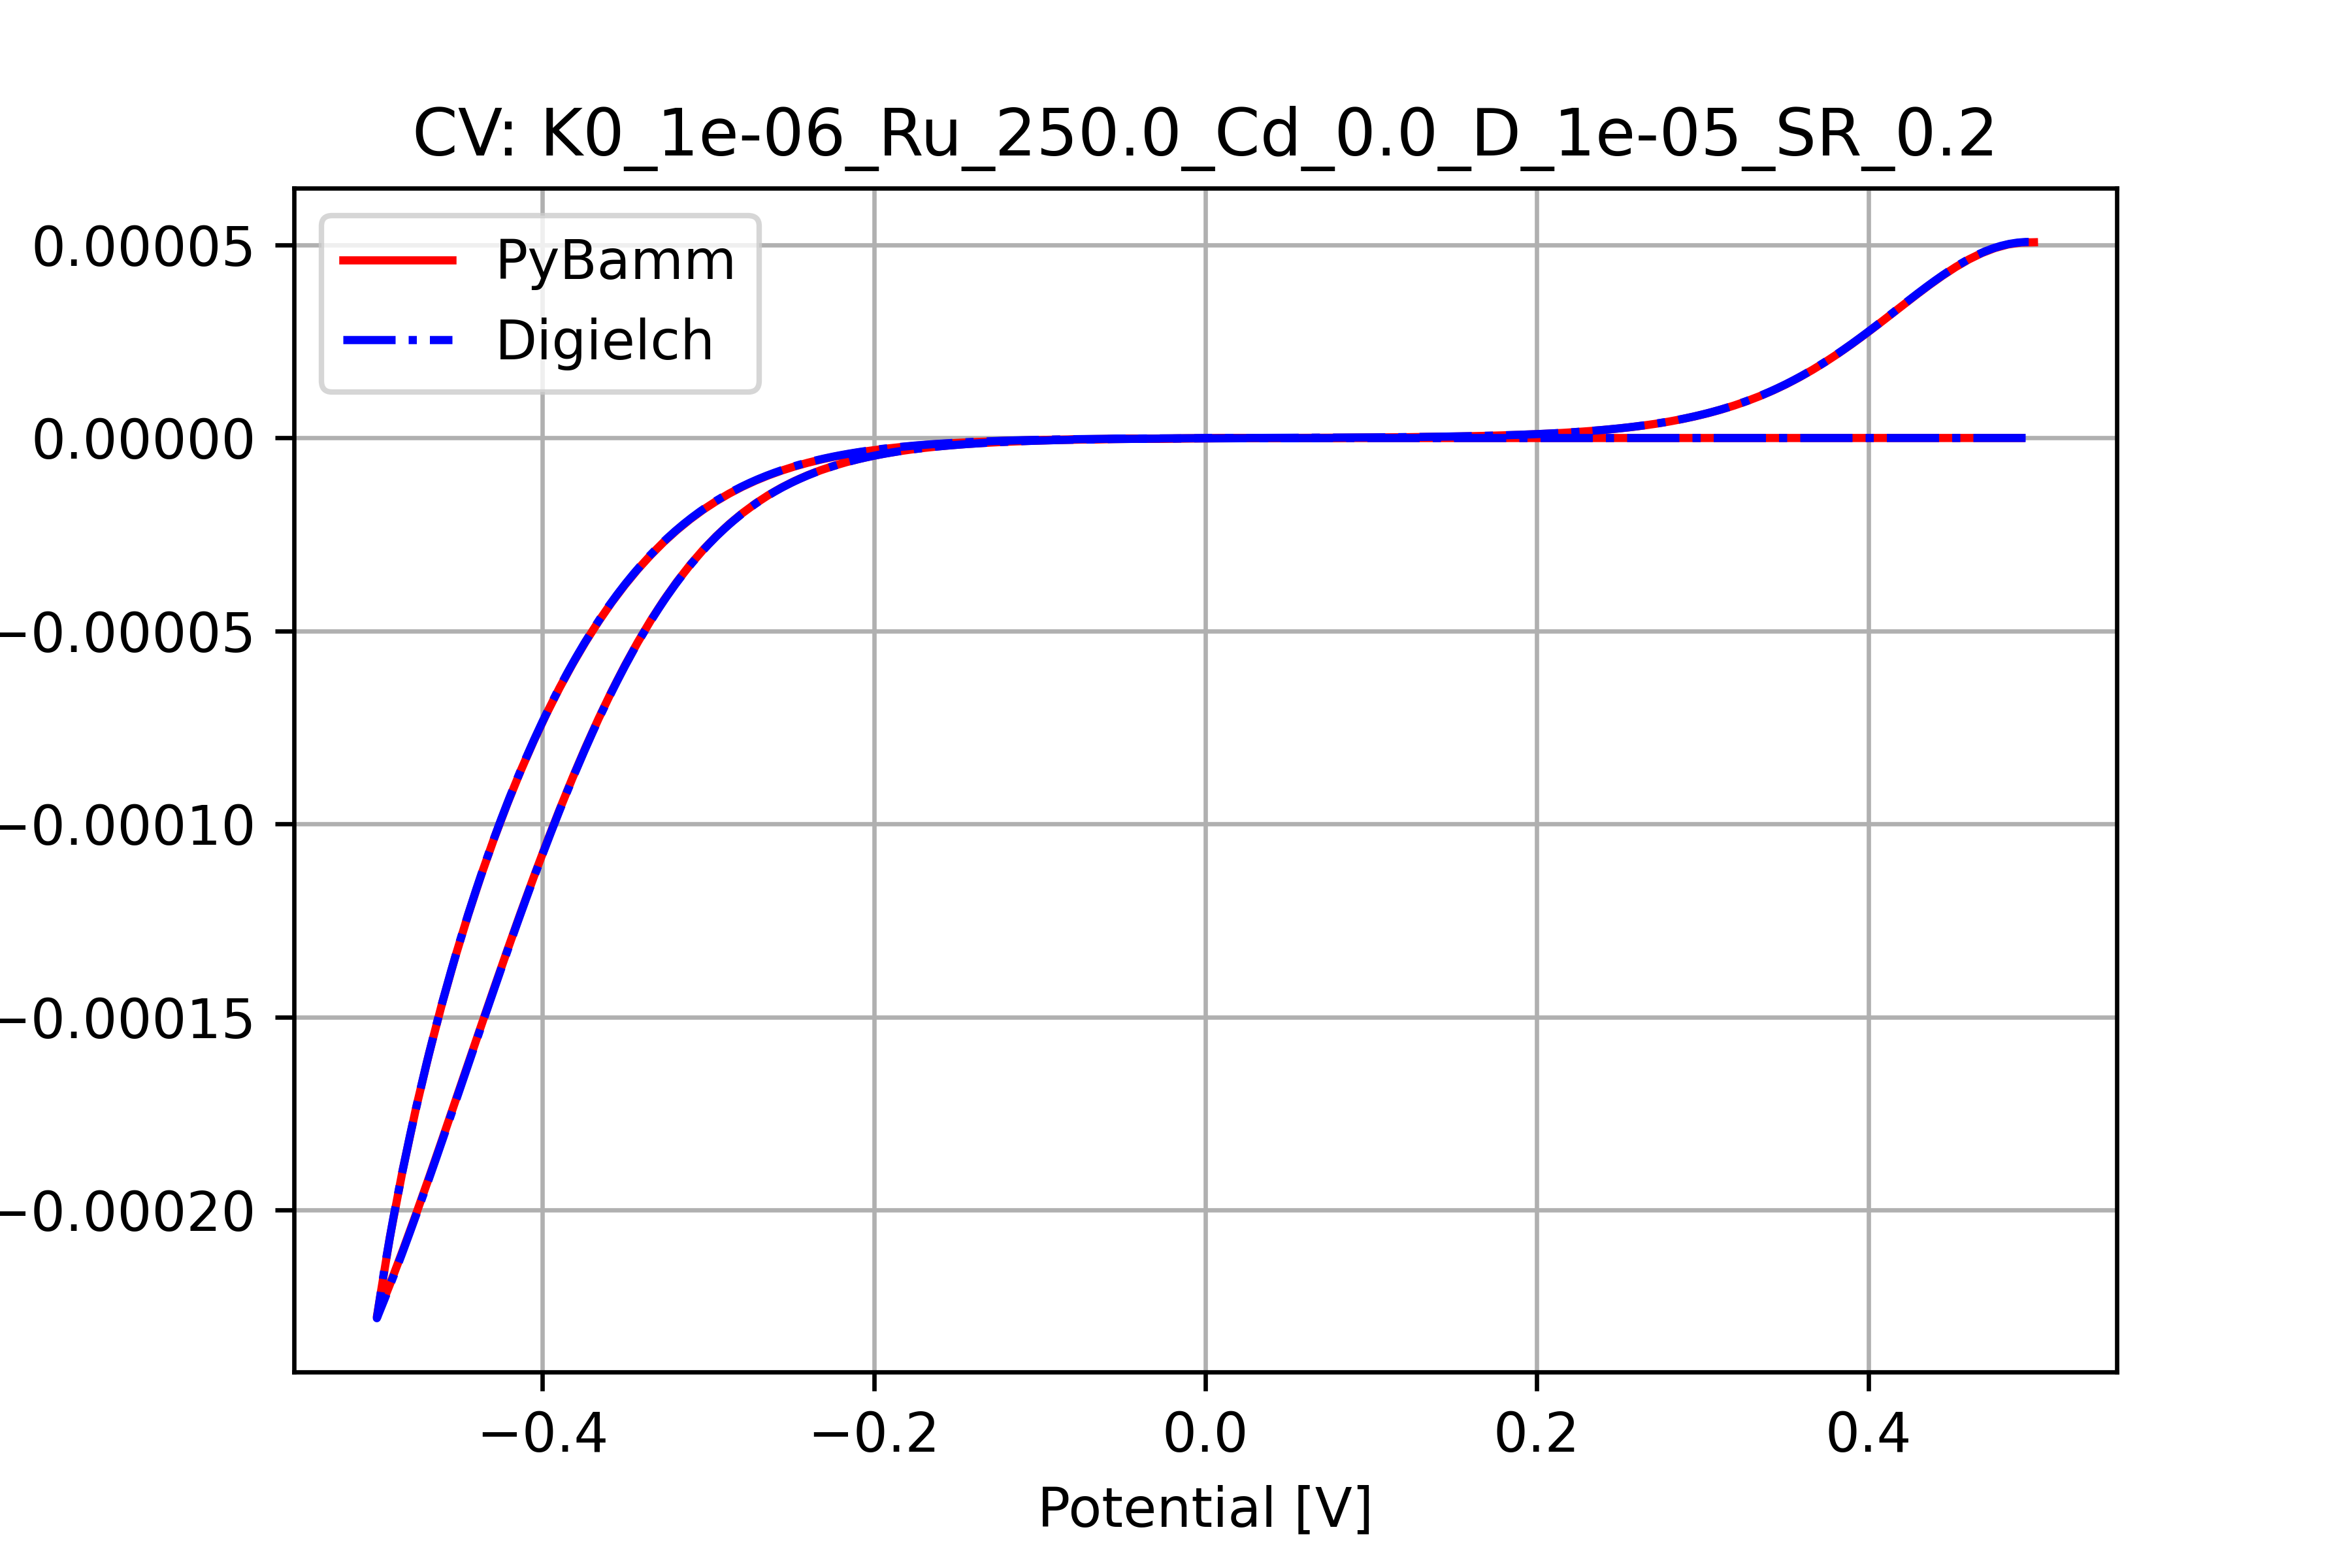 CV: K0_1e-06_Ru_250.0_Cd_0.0_D_1e-05_SR_0.2
PyBamm
Digielch
0.00005
0.00000
−0.00005
−0.00010
−0.00015
−0.00020
−0.4 −0.2 0.0 0.2 0.4
Potential [V]